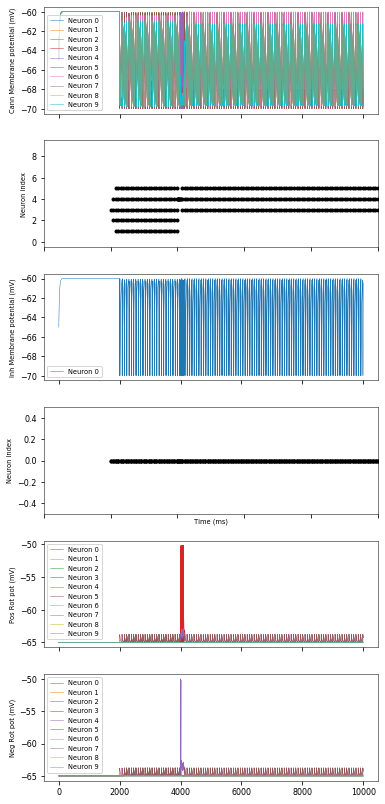 Cann Membrane potential (mV)
−60
−62
−64
−66
−68
−70
Neuron 0
Neuron 1
Neuron 2
Neuron 3
Neuron 4
Neuron 5
Neuron 6
Neuron 7
Neuron 8
Neuron 9
Neuron index
8
6
4
2
0
Inh Membrane potential (mV)
−60
−63
−66
−68
−70
Neuron 0
Neuron index
0.4
0.2
0.0
−0.2
−0.4
Time (ms)
Pos Rot pot (mV)
−50
−55
−60
−65
Neuron 0
Neuron 1
Neuron 2
Neuron 3
Neuron 4
Neuron 5
Neuron 6
Neuron 7
Neuron 8
Neuron 9
Neg Rot pot (mV)
−50
−55
−60
−65
Neuron 0
Neuron 1
Neuron 2
Neuron 3
Neuron 4
Neuron 5
Neuron 6
Neuron 7
Neuron 8
Neuron 9
0 2000 4000 6000 8000 10000